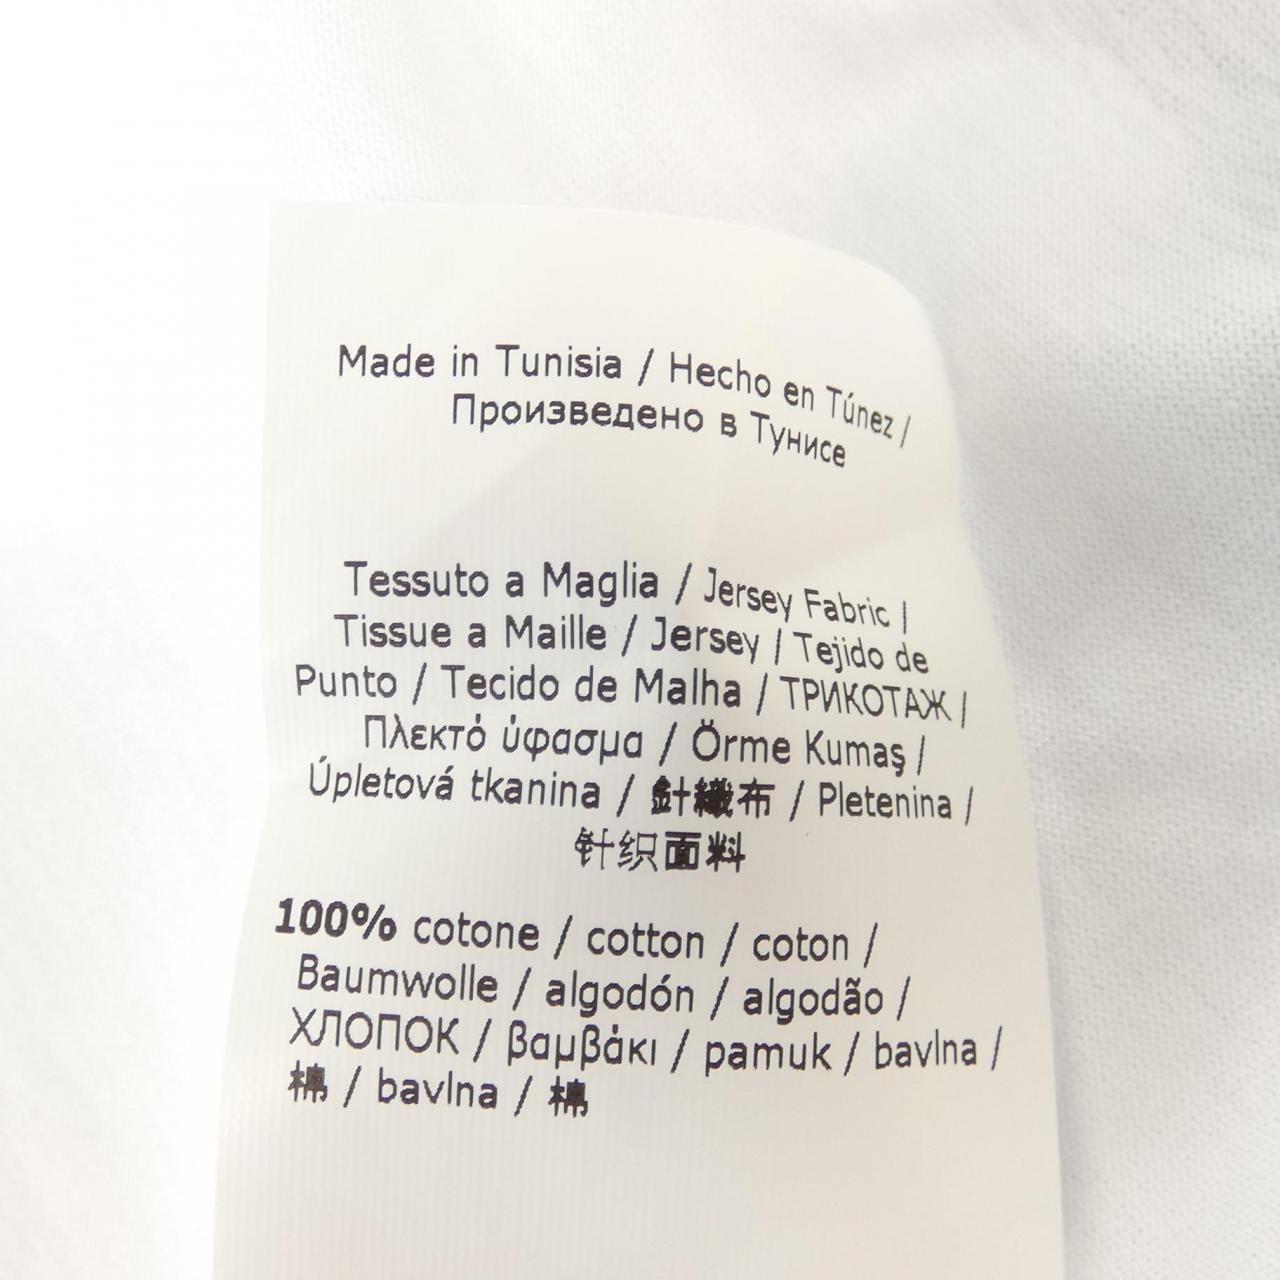 Made in Tunisia / Hecho en Túnez /
Произведено в Тунисе
Tessuto a Maglia / Jersey Fabric /
Tissue a Maille / Jersey / Tejido de
Punto / Tecido de Malha / ТРИКОТАЖ /
Πλεκτό ύφασμα / Örme Kumaş /
Úpletová tkanina / 針織布 / Pletenina /
针织面料
100% cotone / cotton / coton /
Baumwolle / algodón / algodão /
ХЛОПОК / βαμβάκι / pamuk / bavlna /
棉 / bavlna / 棉